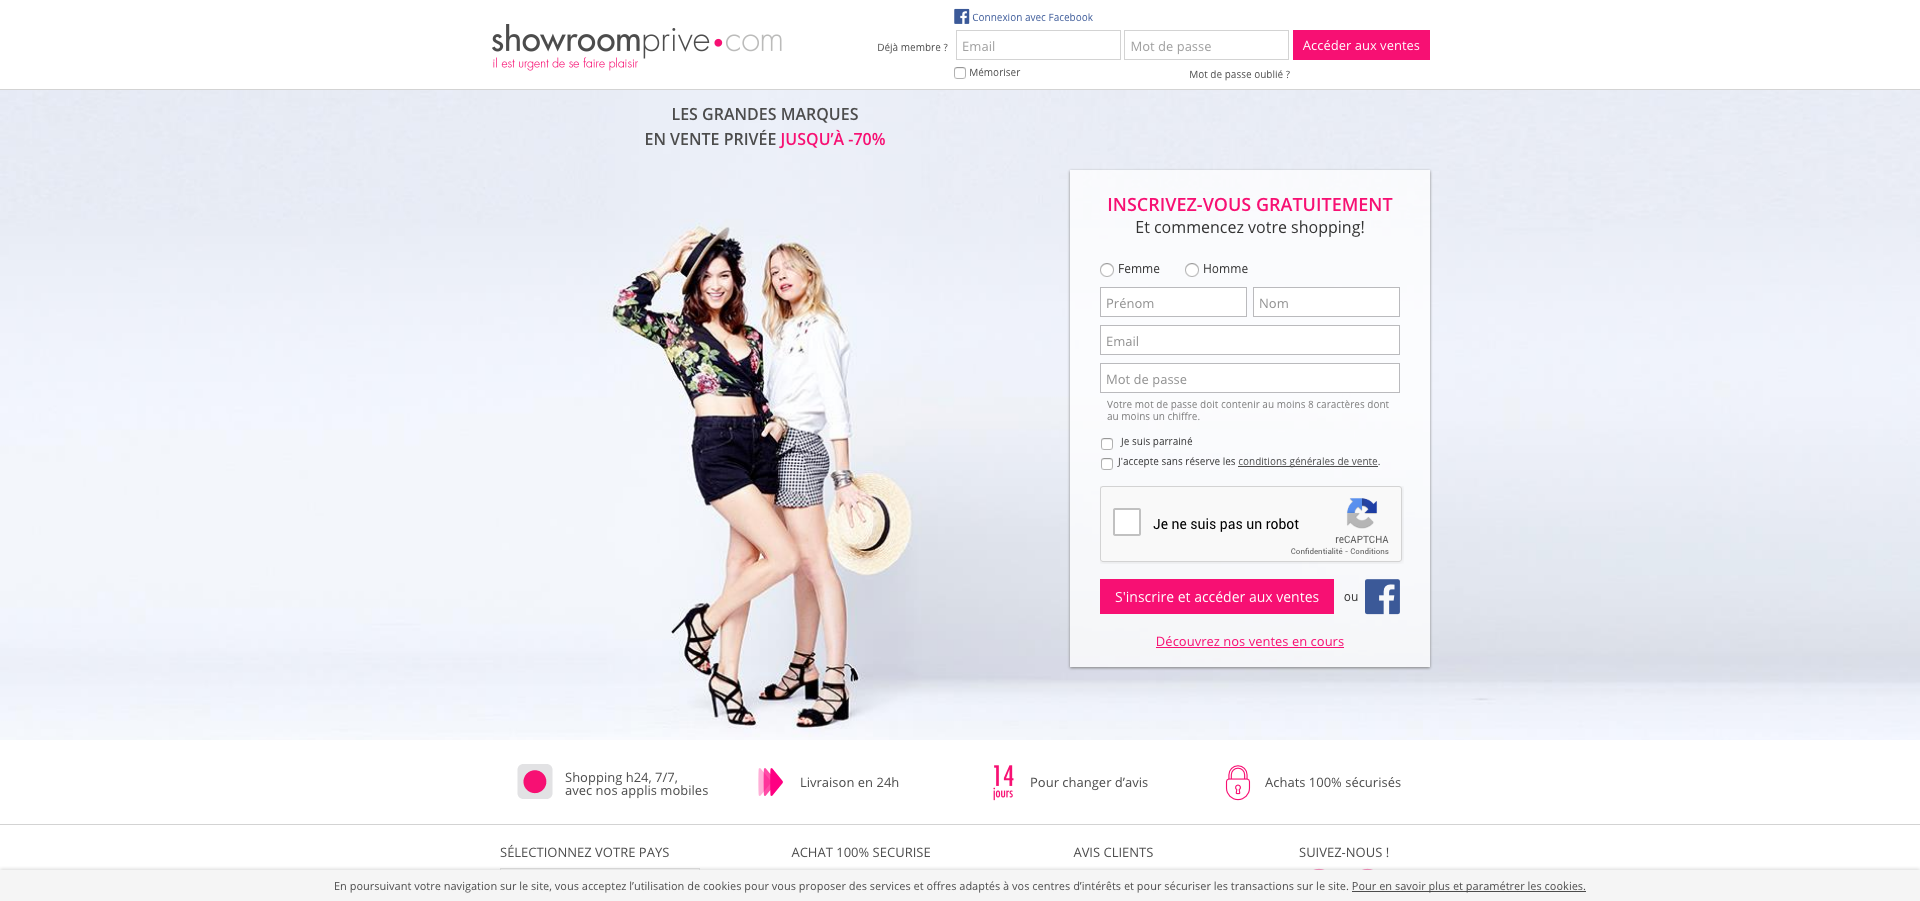 showroomprive.com
il est urgent de se faire plaisir
Connexion avec Facebook
Déjà membre ?
Email
Mot de passe
Accéder aux ventes
Mémoriser
Mot de passe oublié ?
LES GRANDES MARQUES
EN VENTE PRIVÉE JUSQU’À -70%
INSCRIVEZ-VOUS GRATUITEMENT
Et commencez votre shopping!
Femme
Homme
Prénom
Nom
Email
Mot de passe
Votre mot de passe doit contenir au moins 8 caractères dont
au moins un chiffre.
Je suis parrainé
J'accepte sans réserve les conditions générales de vente.
Je ne suis pas un robot
reCAPTCHA
Confidentialité - Conditions
S'inscrire et accéder aux ventes
ou
Découvrez nos ventes en cours
Shopping h24, 7/7,
avec nos applis mobiles
Livraison en 24h
14
jours
Pour changer d’avis
Achats 100% sécurisés
SÉLECTIONNEZ VOTRE PAYS
ACHAT 100% SECURISE
AVIS CLIENTS
SUIVEZ-NOUS !
En poursuivant votre navigation sur le site, vous acceptez l’utilisation de cookies pour vous proposer des services et offres adaptés à vos centres d’intérêts et pour sécuriser les transactions sur le site. Pour en savoir plus et paramétrer les cookies.